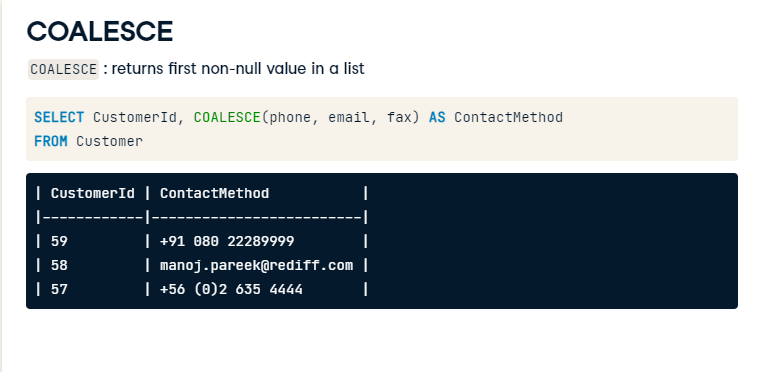 COALESCE
COALESCE : returns first non-null value in a list
SELECT CustomerId, COALESCE(phone, email, fax) AS ContactMethod
FROM Customer
| CustomerId | ContactMethod           |
|------------|-------------------------|
| 59         | +91 080 22289999        |
| 58         | manoj.pareek@rediff.com |
| 57         | +56 (0)2 635 4444       |